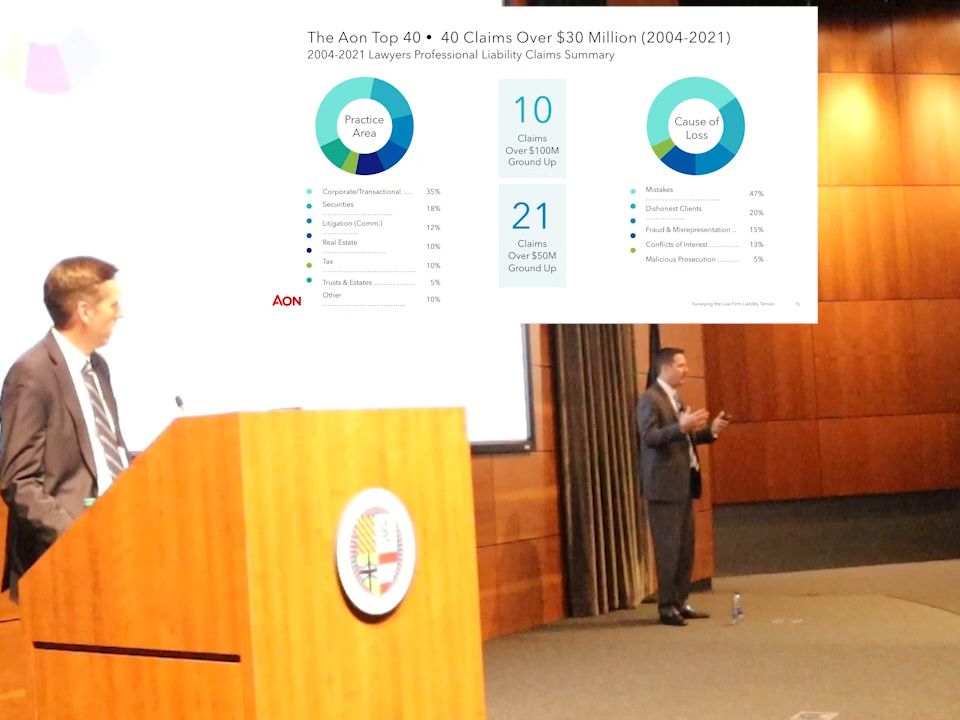 The Aon Top 40 • 40 Claims Over $30 Million (2004-2021)
2004-2021 Lawyers Professional Liability Claims Summary
Practice
Area
Corporate/Transactional ..... 35%
Securities
.............................. 18%
Litigation (Comm.)
............... 12%
Real Estate
........................... 10%
Tax
........................................ 10%
Trusts & Estates .................. 5%
Other
.................................... 10%
10
Claims
Over $100M
Ground Up
21
Claims
Over $50M
Ground Up
Cause of
Loss
Mistakes
................................ 47%
Dishonest Clients
................. 20%
Fraud & Misrepresentation .. 15%
Conflicts of Interest ............. 13%
Malicious Prosecution .......... 5%
AON
Surveying the Law Firm Liability Terrain 15